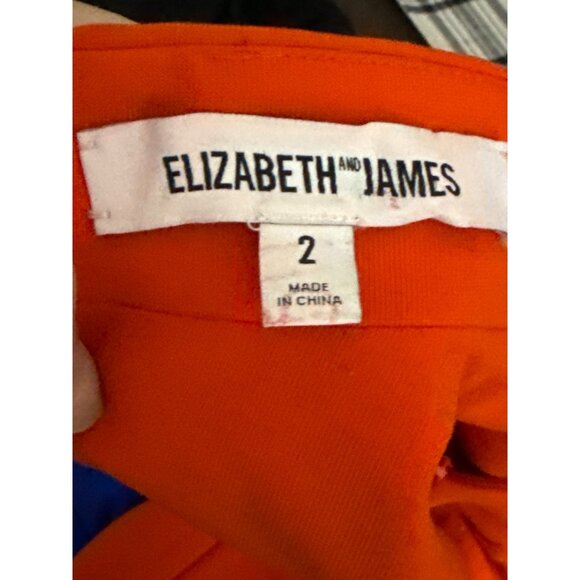 ELIZABETH AND JAMES
2
MADE
IN CHINA